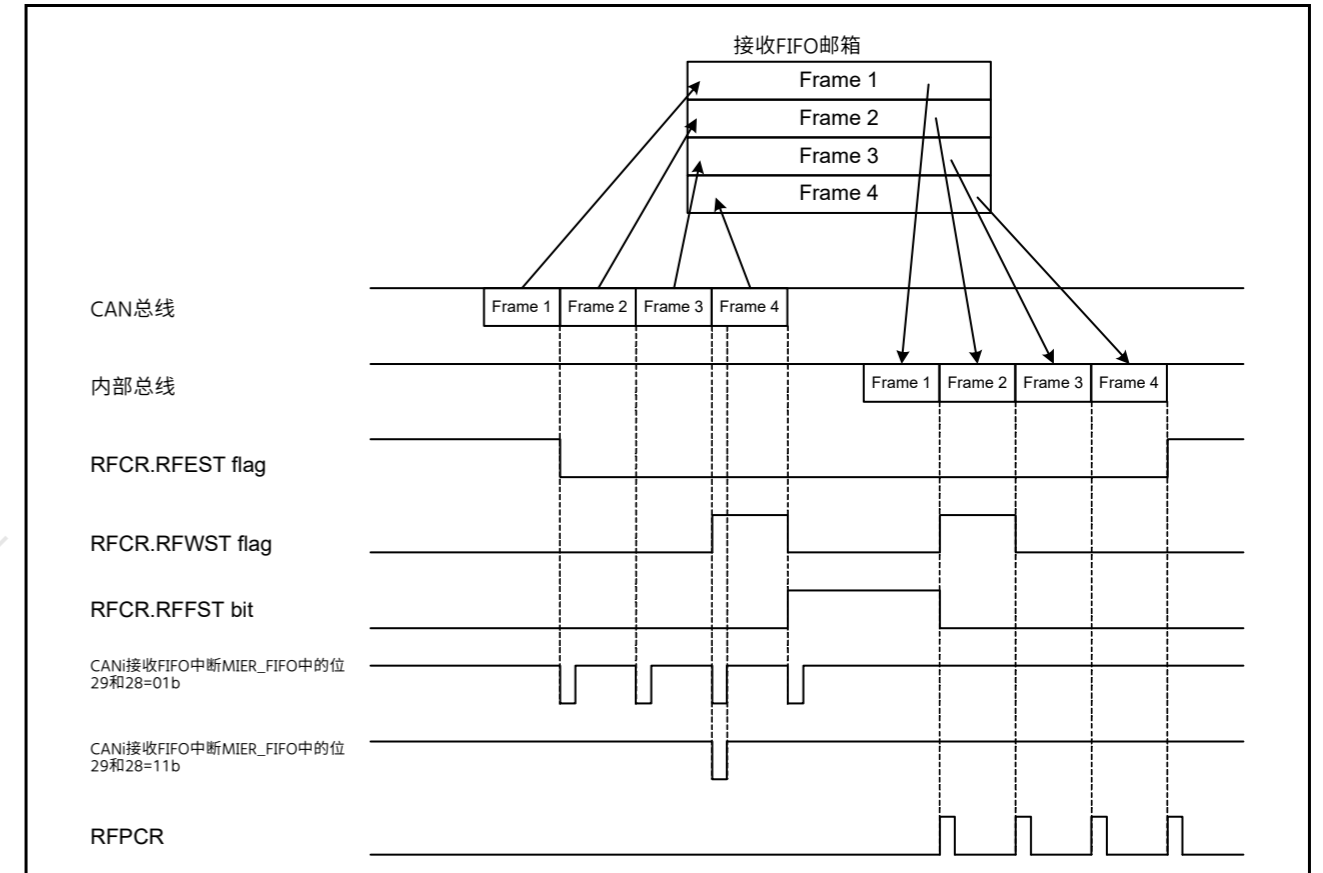 接收FIFO邮箱
Frame 1
Frame 2
Frame 3
Frame 4
CAN总线
Frame 1 Frame 2 Frame 3 Frame 4
内部总线
Frame 1 Frame 2 Frame 3 Frame 4
RFCR.RFEST flag
RFCR.RFWST flag
RFCR.RFFST bit
CANi接收FIFO中断MIER_FIFO中的位
29和28=01b
CANi接收FIFO中断MIER_FIFO中的位
29和28=11b
RFPCR